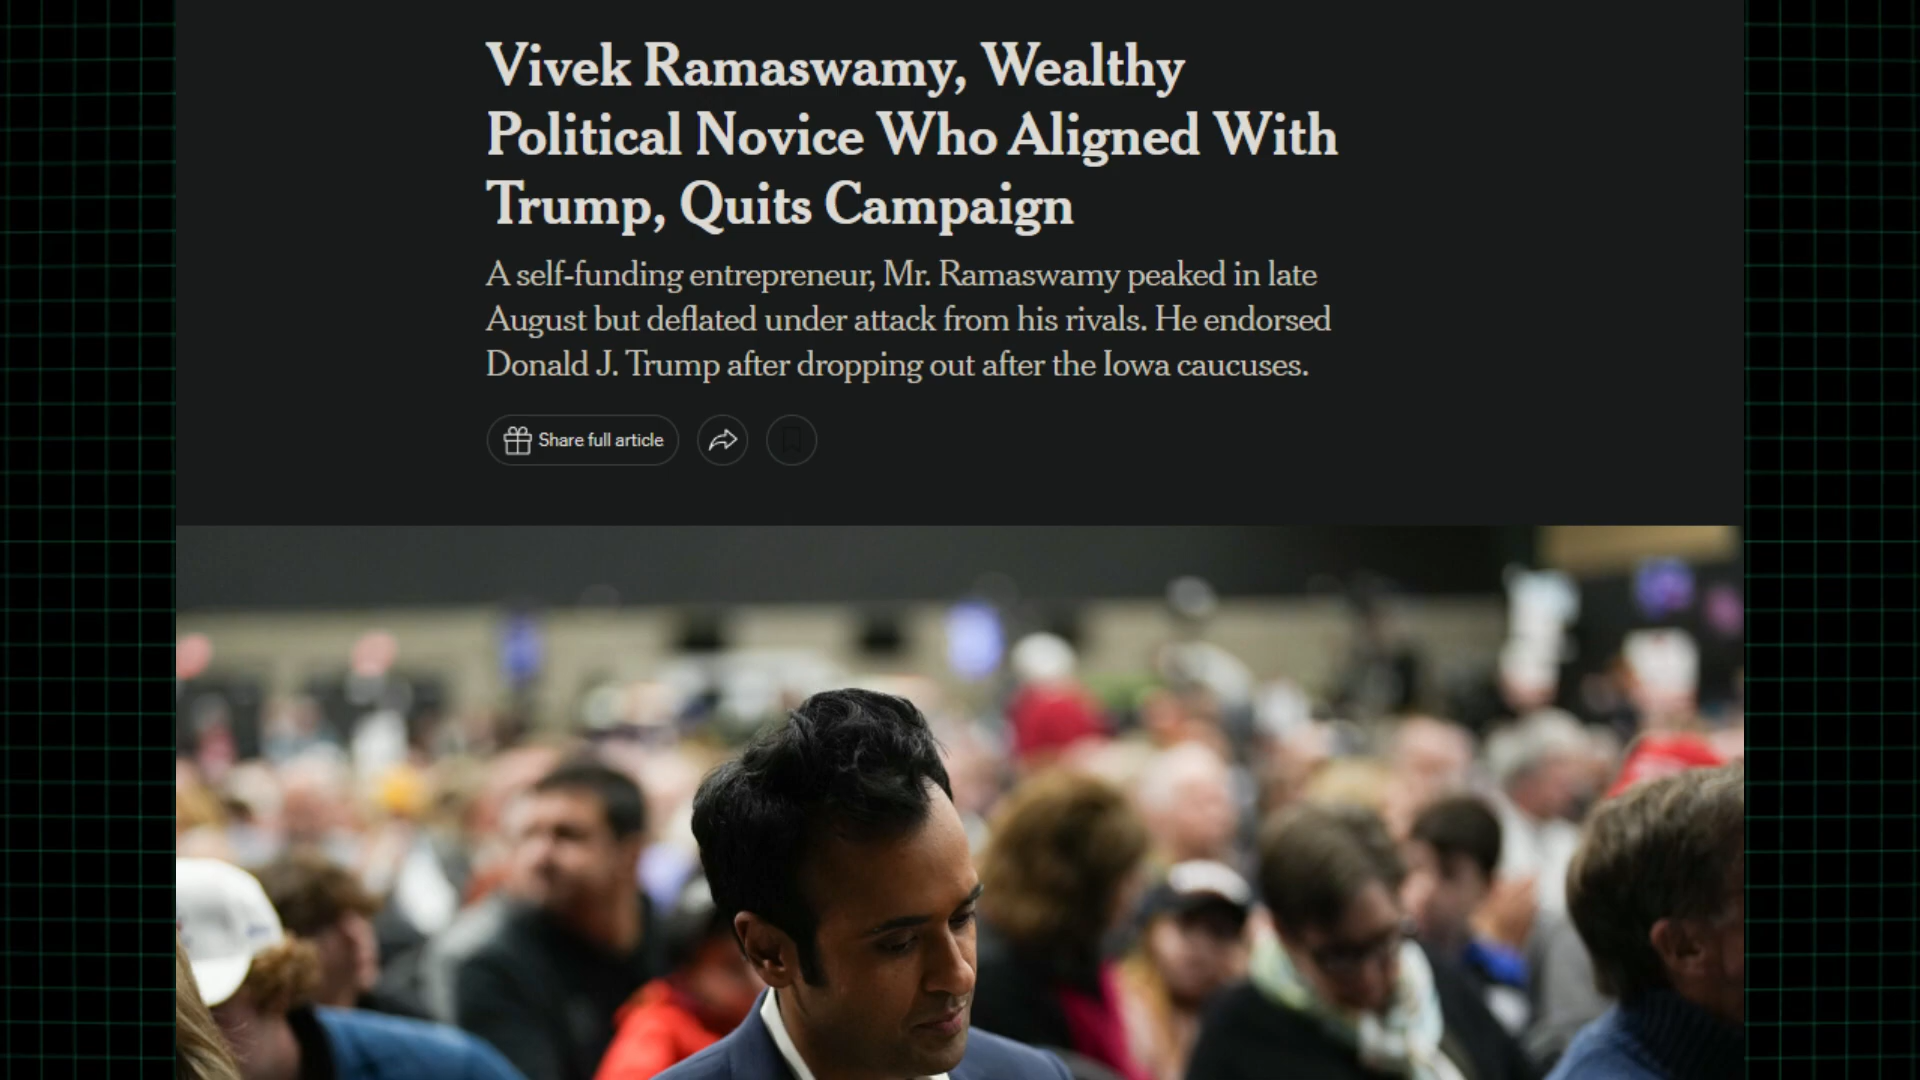 Vivek Ramaswamy, Wealthy
Political Novice Who Aligned With
Trump, Quits Campaign
A self-funding entrepreneur, Mr. Ramaswamy peaked in late
August but deflated under attack from his rivals. He endorsed
Donald J. Trump after dropping out after the Iowa caucuses.
Share full article